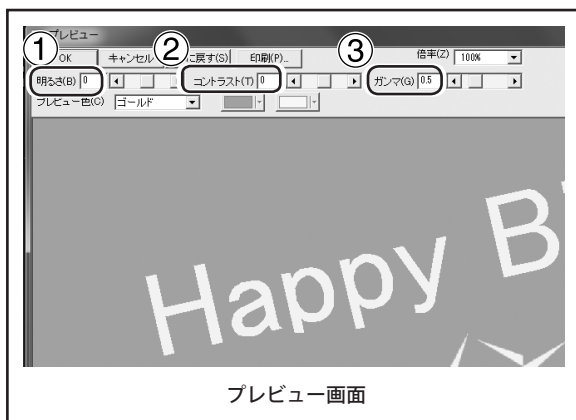 プレビュー
① ② ③
OK キャンセル に戻す(S) 印刷(P)... 倍率(Z) 100%
明るさ(B) 0 コントラスト(T) 0 ガンマ(G) 0.5
プレビュー色(C) ゴールド
Happy B
プレビュー画面